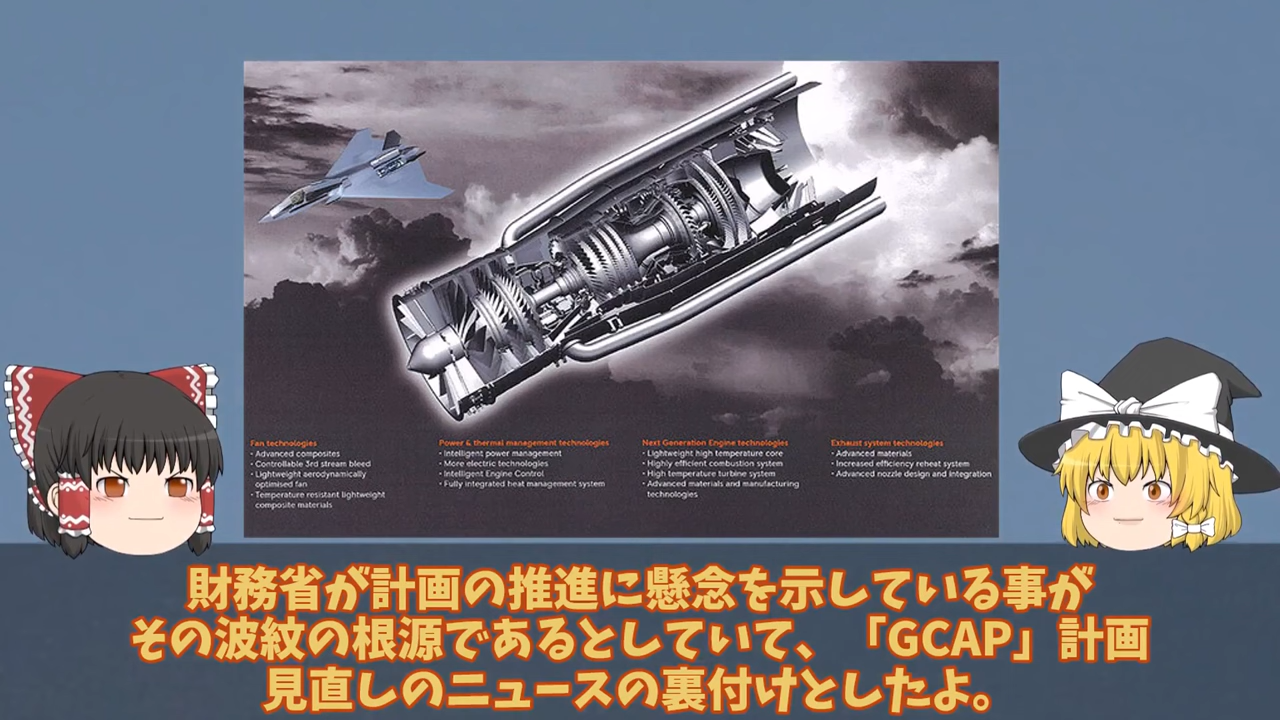 Fan technologies
• Advanced composites
• Controllable 3rd stream bleed
• Lightweight aerodynamically
optimised fan
• Temperature resistant lightweight
composite materials
Power & thermal management technologies
• Intelligent power management
• More electric technologies
• Intelligent Engine Control
• Fully integrated heat management system
Next Generation Engine technologies
• Lightweight high temperature core
• Highly efficient combustion system
• High temperature turbine system
• Advanced materials and manufacturing
technologies
Exhaust system technologies
• Advanced materials
• Increased efficiency reheat system
• Advanced nozzle design and integration
財務省が計画の推進に懸念を示している事が
その波紋の根源であるとしていて、「GCAP」計画
見直しのニュースの裏付けとしたよ。